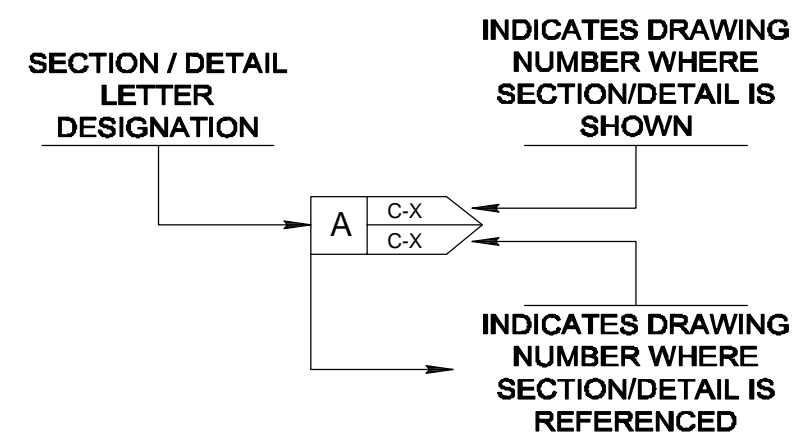 SECTION / DETAIL
LETTER
DESIGNATION
INDICATES DRAWING
NUMBER WHERE
SECTION/DETAIL IS
SHOWN
A
C-X
C-X
INDICATES DRAWING
NUMBER WHERE
SECTION/DETAIL IS
REFERENCED